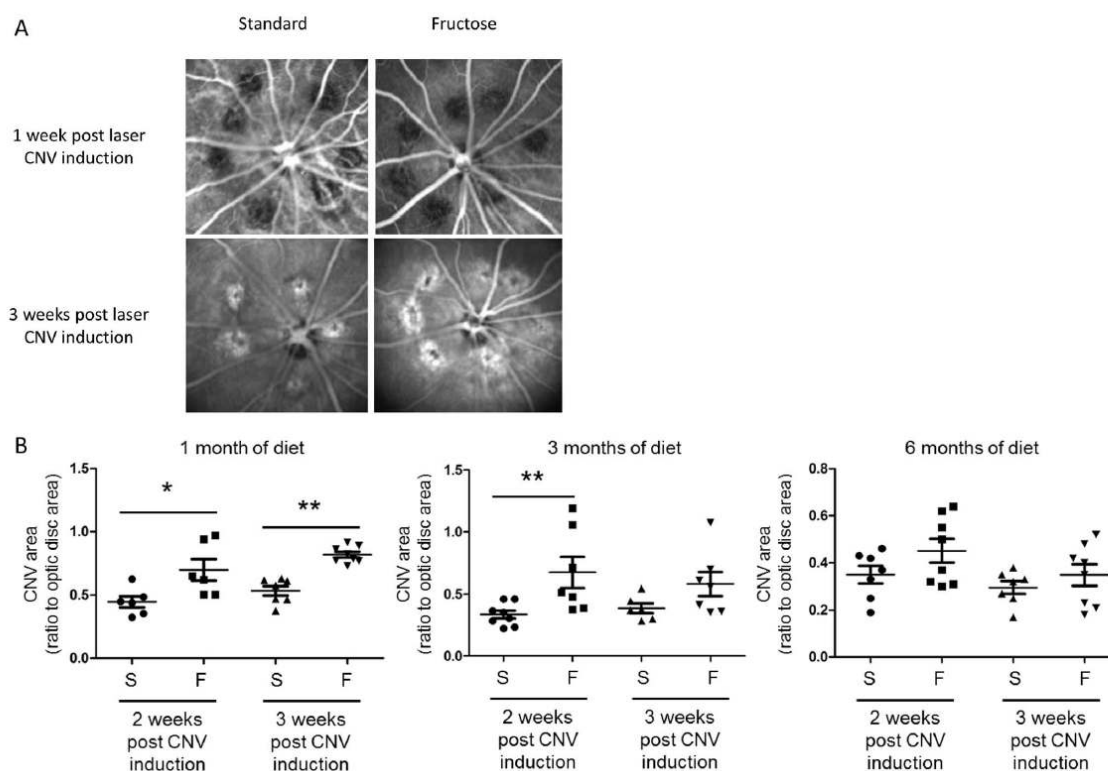 A
Standard
Fructose
1 week post laser
CNV induction
3 weeks post laser
CNV induction
B
1 month of diet
CNV area
(ratio to optic disc area)
1.5
1.0
0.5
0.0
*
**
S
F
S
F
2 weeks
post CNV
induction
3 weeks
post CNV
induction
3 months of diet
CNV area
(ratio to optic disc area)
1.5
1.0
0.5
0.0
**
S
F
S
F
2 weeks
post CNV
induction
3 weeks
post CNV
induction
6 months of diet
CNV area
(ratio to optic disc area)
0.8
0.6
0.4
0.2
0.0
S
F
S
F
2 weeks
post CNV
induction
3 weeks
post CNV
induction